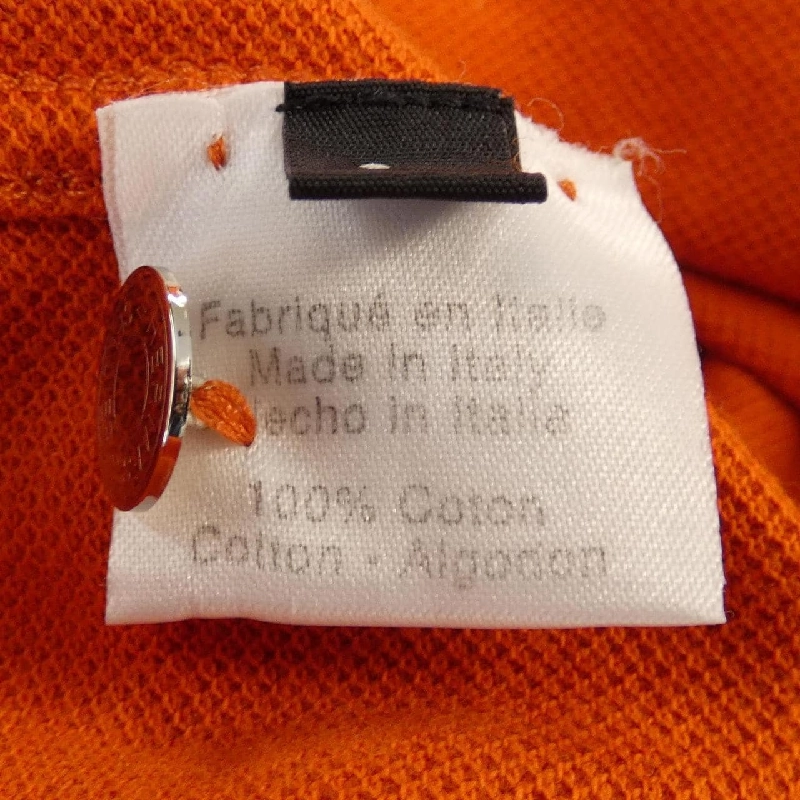 Fabriqué en Italie
Made in Italy
Hecho in Italia
100% Coton
Cotton - Algodon